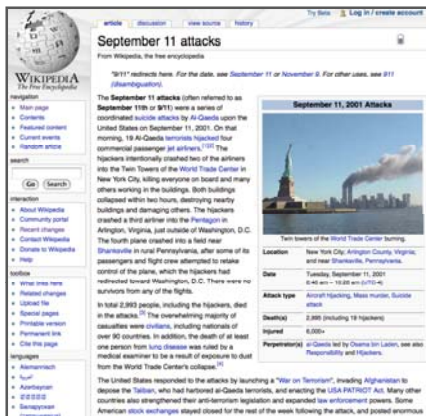 Try Beta Log in / create account
article discussion view source history
September 11 attacks
From Wikipedia, the free encyclopedia
"9/11" redirects here. For the date, see September 11 or November 9. For other uses, see 911
(disambiguation).
The September 11 attacks (often referred to as
September 11th or 9/11) were a series of
coordinated suicide attacks by Al-Qaeda upon the
United States on September 11, 2001. On that
morning, 19 Al-Qaeda terrorists hijacked four
commercial passenger jet airliners.[1][2] The
hijackers intentionally crashed two of the airliners
into the Twin Towers of the World Trade Center in
New York City, killing everyone on board and many
others working in the buildings. Both buildings
collapsed within two hours, destroying nearby
buildings and damaging others. The hijackers
crashed a third airliner into the Pentagon in
Arlington, Virginia, just outside of Washington, D.C.
The fourth plane crashed into a field near
Shanksville in rural Pennsylvania, after some of its
passengers and flight crew attempted to retake
control of the plane, which the hijackers had
redirected toward Washington, D.C. There were no
survivors from any of the flights.
In total 2,993 people, including the hijackers, died
in the attacks.[3] The overwhelming majority of
casualties were civilians, including nationals of
over 90 countries. In addition, the death of at least
one person from lung disease was ruled by a
medical examiner to be a result of exposure to dust
from the World Trade Center's collapse.[4]
The United States responded to the attacks by launching a "War on Terrorism", invading Afghanistan to
depose the Taliban, who had harbored al-Qaeda terrorists, and enacting the USA PATRIOT Act. Many other
countries also strengthened their anti-terrorism legislation and expanded law enforcement powers. Some
American stock exchanges stayed closed for the rest of the week following the attack, and posted enormous
September 11, 2001 Attacks
Twin towers of the World Trade Center burning.
Location New York City; Arlington County, Virginia;
and near Shanksville, Pennsylvania.
Date Tuesday, September 11, 2001
8:46 am – 10:28 am (UTC-4)
Attack type Aircraft Hijacking, Mass murder, Suicide
attack
Death(s) 2,995 (including 19 hijackers)
Injured 6,000+
Perpetrator(s) al-Qaeda led by Osama bin Laden, see also
Responsibility and Hijackers.
WIKIPEDIA
The Free Encyclopedia
navigation
Main page
Contents
Featured content
Current events
Random article
search
Go Search
interaction
About Wikipedia
Community portal
Recent changes
Contact Wikipedia
Donate to Wikipedia
Help
toolbox
What links here
Related changes
Upload file
Special pages
Printable version
Permanent link
Cite this page
languages
Alemannisch
العربية
Azərbaycan
Беларуская